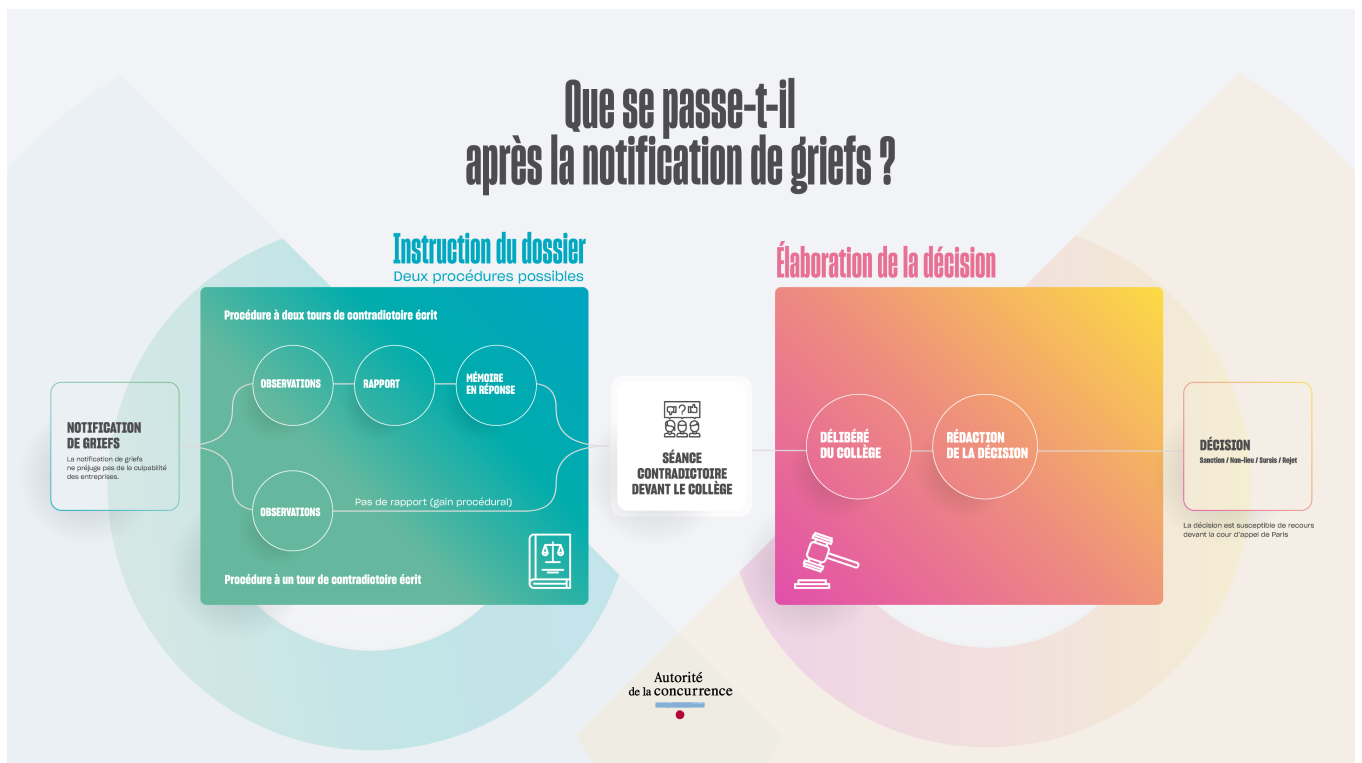 Que se passe-t-il
après la notification de griefs ?
Instruction du dossier
Deux procédures possibles
Procédure à deux tours de contradictoire écrit
OBSERVATIONS
RAPPORT
MÉMOIRE
EN RÉPONSE
NOTIFICATION
DE GRIEFS
La notification de griefs
ne préjuge pas de la culpabilité
des entreprises.
OBSERVATIONS
Pas de rapport (gain procédural)
Procédure à un tour de contradictoire écrit
SÉANCE
CONTRADICTOIRE
DEVANT LE COLLÈGE
Élaboration de la décision
DÉLIBÉRÉ
DU COLLÈGE
RÉDACTION
DE LA DÉCISION
DÉCISION
Sanction / Non-lieu / Sursis / Rejet
La décision est susceptible de recours
devant la cour d'appel de Paris
Autorité
de la concurrence